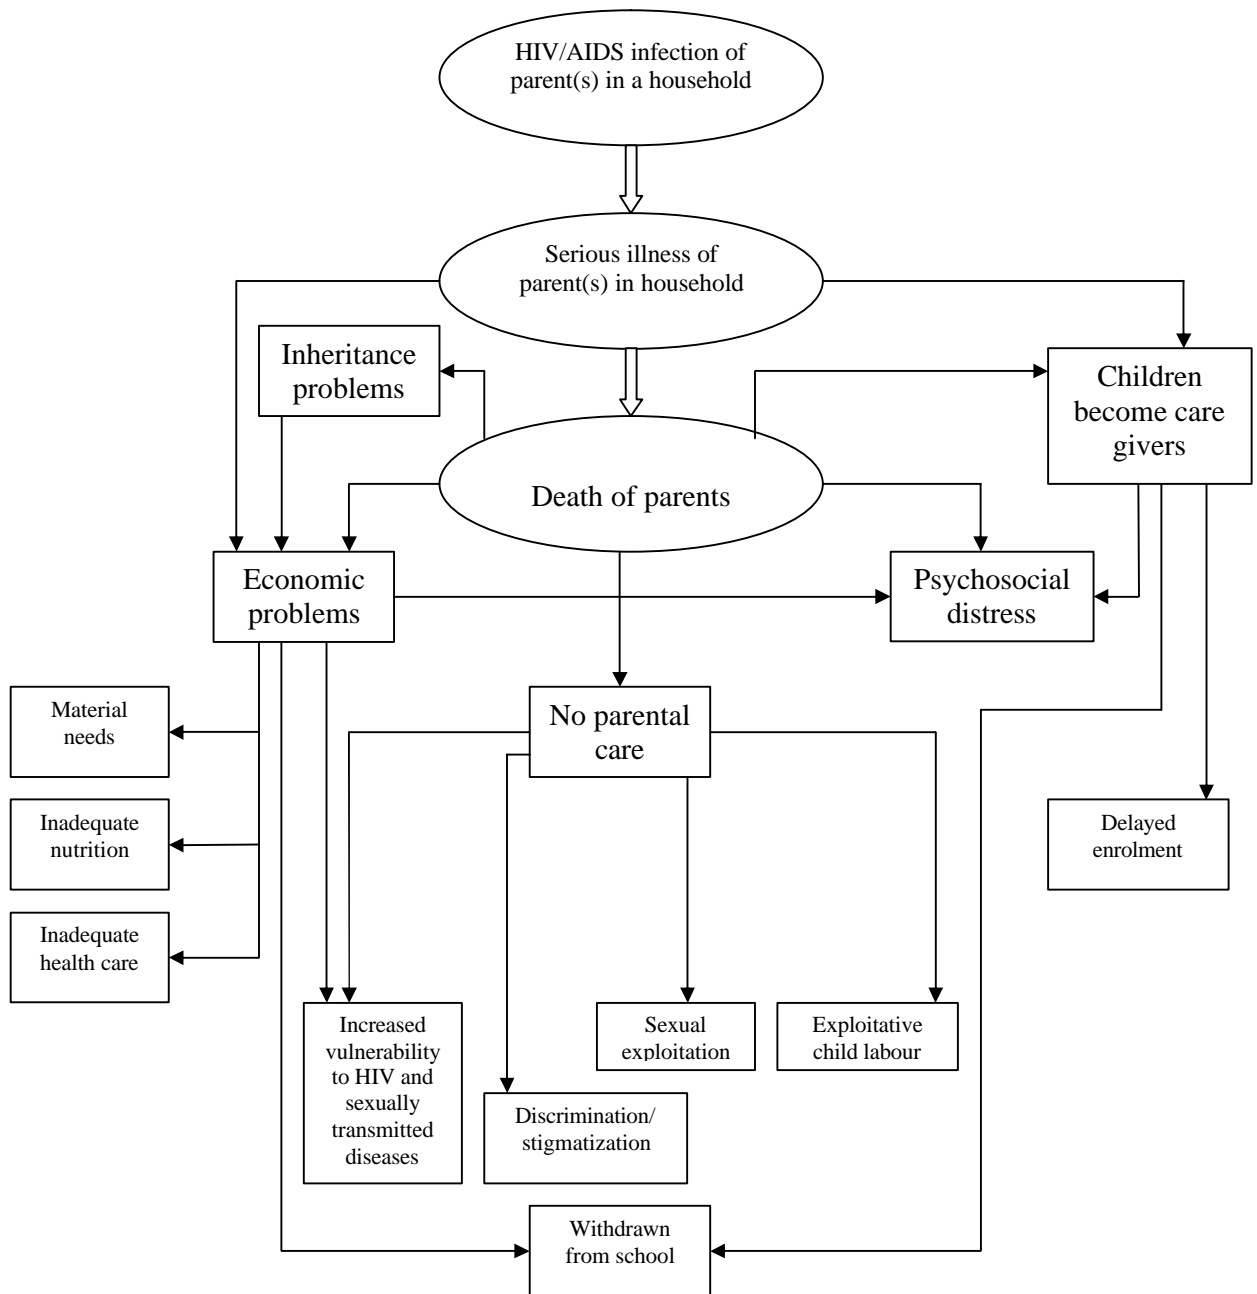 HIV/AIDS infection of
parent(s) in a household
Serious illness of
parent(s) in household
Inheritance
problems
Children
become care
givers
Death of parents
Economic
problems
Psychosocial
distress
Material
needs
No parental
care
Inadequate
nutrition
Delayed
enrolment
Inadequate
health care
Increased
vulnerability
to HIV and
sexually
transmitted
diseases
Sexual
exploitation
Exploitative
child labour
Discrimination/
stigmatization
Withdrawn
from school